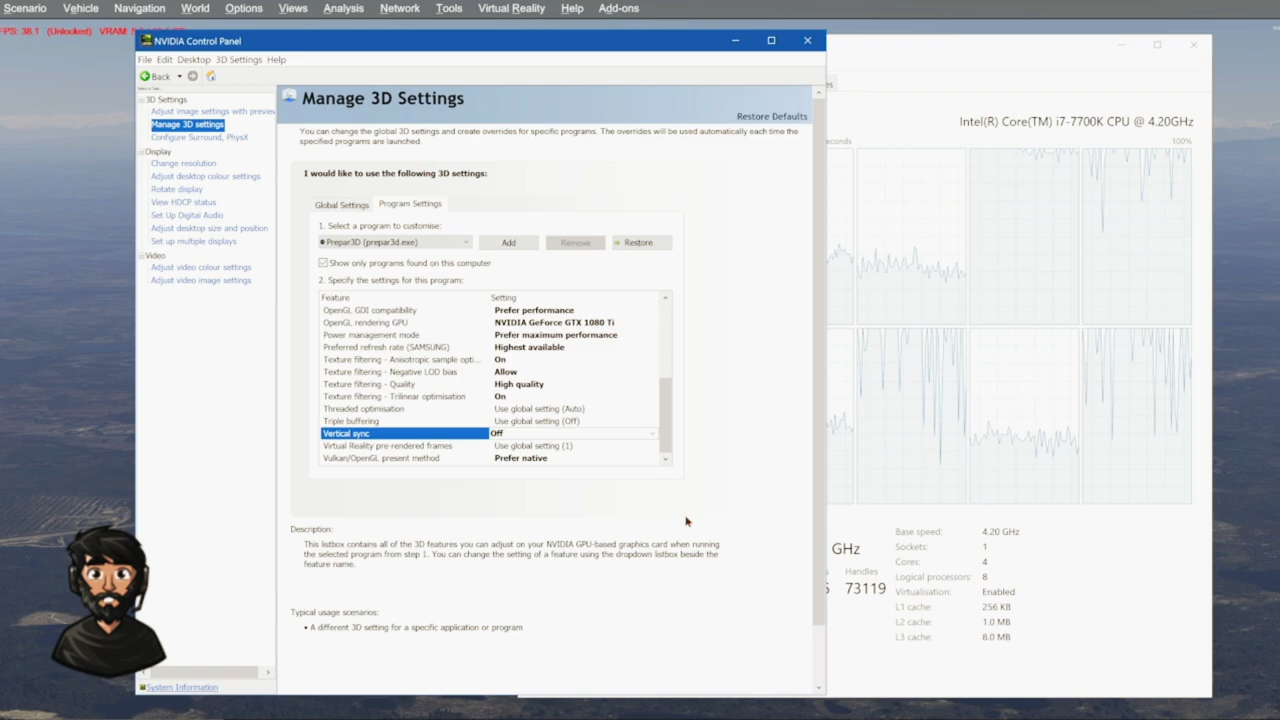 Scenario Vehicle Navigation World Options Views Analysis Network Tools Virtual Reality Help Add-ons
FPS: 38.1 (Unlocked) VRAM:
NVIDIA Control Panel
File Edit Desktop 3D Settings Help
Back
3D Settings
Adjust image settings with preview
Manage 3D settings
Configure Surround, PhysX
Display
Change resolution
Adjust desktop colour settings
Rotate display
View HDCP status
Set Up Digital Audio
Adjust desktop size and position
Set up multiple displays
Video
Adjust video colour settings
Adjust video image settings
System Information
Manage 3D Settings
Restore Defaults
You can change the global 3D settings and create overrides for specific programs. The overrides will be used automatically each time the
specified programs are launched.
I would like to use the following 3D settings:
Global Settings Program Settings
1. Select a program to customise:
Prepar3D (prepar3d.exe) Add Remove Restore
Show only programs found on this computer
2. Specify the settings for this program:
Feature Setting
OpenGL GDI compatibility Prefer performance
OpenGL rendering GPU NVIDIA GeForce GTX 1080 Ti
Power management mode Prefer maximum performance
Preferred refresh rate (SAMSUNG) Highest available
Texture filtering - Anisotropic sample opti... On
Texture filtering - Negative LOD bias Allow
Texture filtering - Quality High quality
Texture filtering - Trilinear optimisation On
Threaded optimisation Use global setting (Auto)
Triple buffering Use global setting (Off)
Vertical sync Off
Virtual Reality pre-rendered frames Use global setting (1)
Vulkan/OpenGL present method Prefer native
Description:
This listbox contains all of the 3D features you can adjust on your NVIDIA GPU-based graphics card when running
the selected program from step 1. You can change the setting of a feature using the dropdown listbox beside the
feature name.
Typical usage scenarios:
• A different 3D setting for a specific application or program
Intel(R) Core(TM) i7-7700K CPU @ 4.20GHz
100%
GHz
Handles
73119
Base speed: 4.20 GHz
Sockets: 1
Cores: 4
Logical processors: 8
Virtualisation: Enabled
L1 cache: 256 KB
L2 cache: 1.0 MB
L3 cache: 8.0 MB